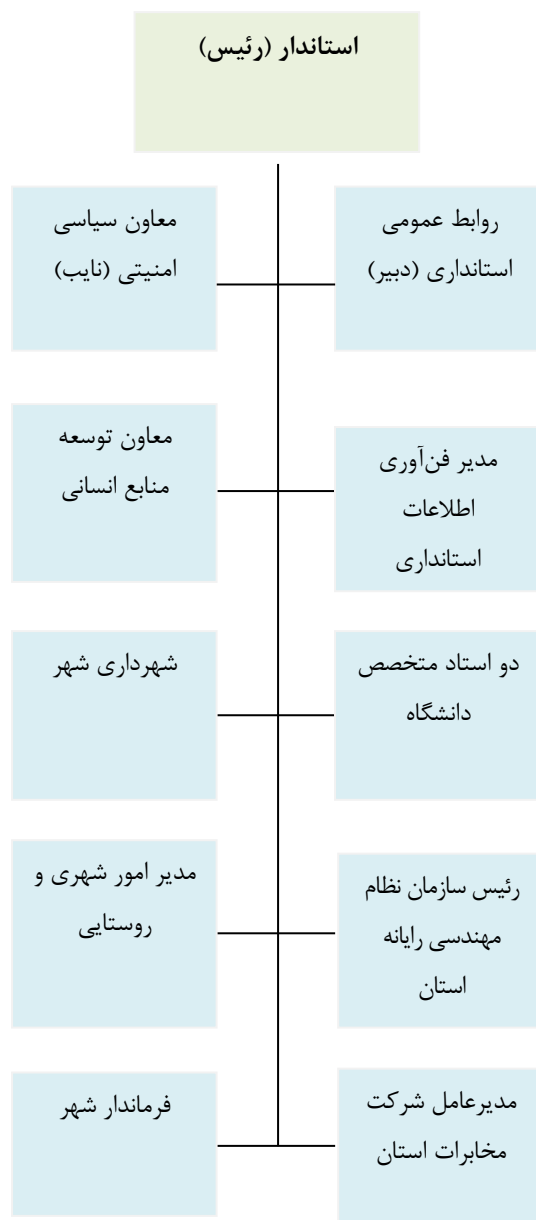 استاندار (رئیس)
روابط عمومی
استانداری (دبیر)
معاون سیاسی
امنیتی (نایب)
مدیر فن‌آوری
اطلاعات
استانداری
معاون توسعه
منابع انسانی
دو استاد متخصص
دانشگاه
شهرداری شهر
رئیس سازمان نظام
مهندسی رایانه
استان
مدیر امور شهری و
روستایی
مدیرعامل شرکت
مخابرات استان
فرماندار شهر